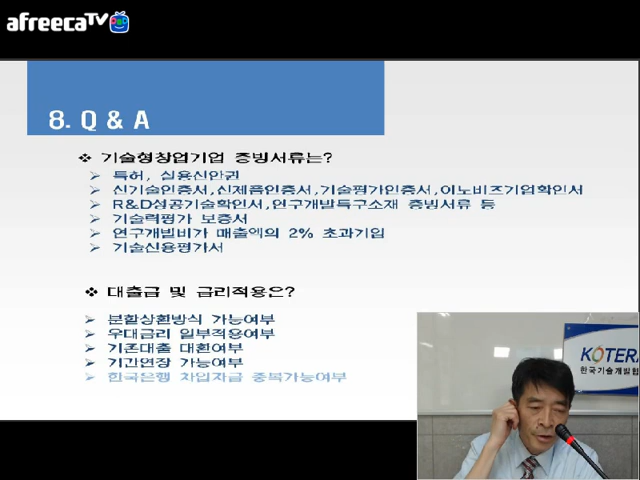 afreecaTV
8. Q & A
❖ 기술형창업기업 증빙서류는?
➢ 특허, 실용신안권
➢ 신기술인증서,신제품인증서,기술평가인증서,이노비즈기업확인서
➢ R&D성공기술확인서,연구개발특구소재 증빙서류 등
➢ 기술력평가 보증서
➢ 연구개발비가 매출액의 2% 초과기업
➢ 기술신용평가서
❖ 대출금 및 금리적용은?
➢ 분할상환방식 가능여부
➢ 우대금리 일부적용여부
➢ 기존대출 대환여부
➢ 기간연장 가능여부
➢ 한국은행 차입자금 중복가능여부
KOTERA
한국기술개발협